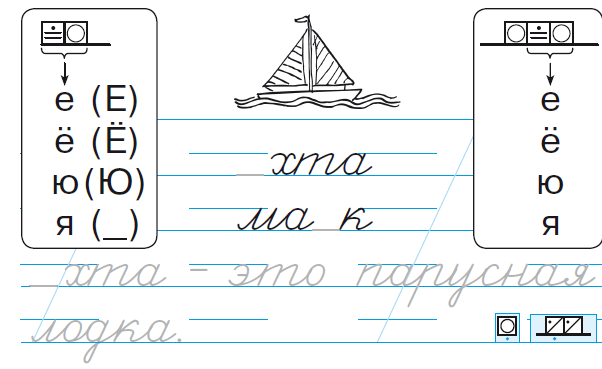 е (Е)
ё (Ё)
ю (Ю)
я (_)
_хта
ма_к
е
ё
ю
я
_хта – это парусная
лодка.